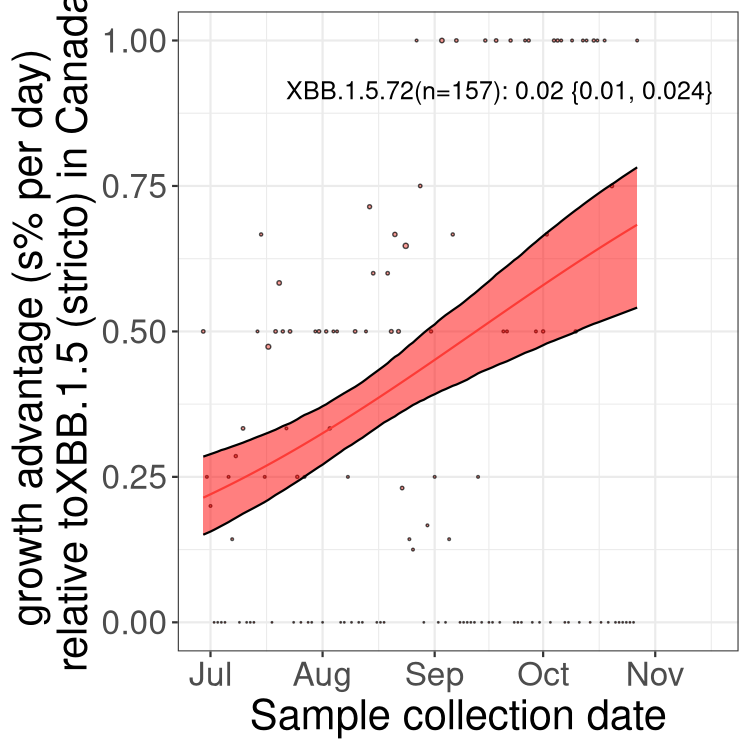 growth advantage (s% per day)
relative toXBB.1.5 (stricto) in Canada
1.00
XBB.1.5.72(n=157): 0.02 {0.01, 0.024}
0.75
0.50
0.25
0.00
Jul Aug Sep Oct Nov
Sample collection date